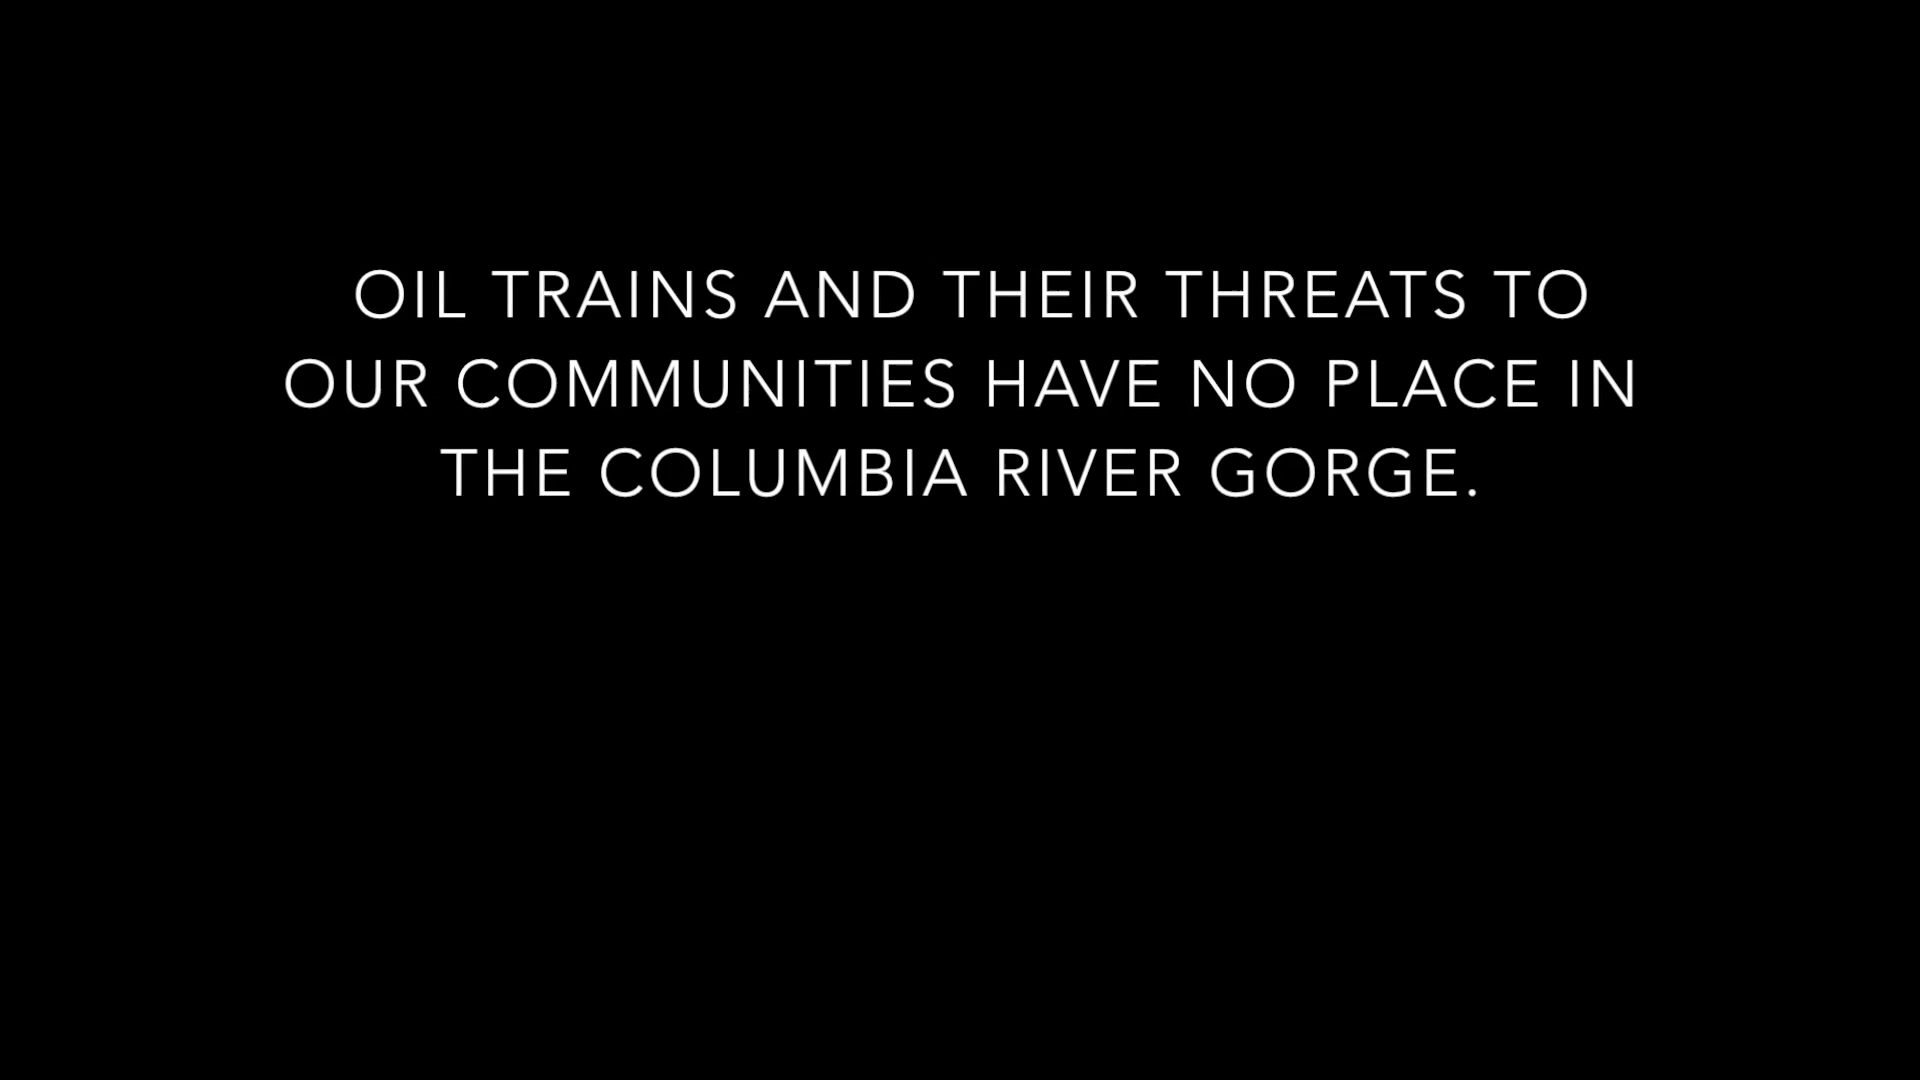 OIL TRAINS AND THEIR THREATS TO
OUR COMMUNITIES HAVE NO PLACE IN
THE COLUMBIA RIVER GORGE.